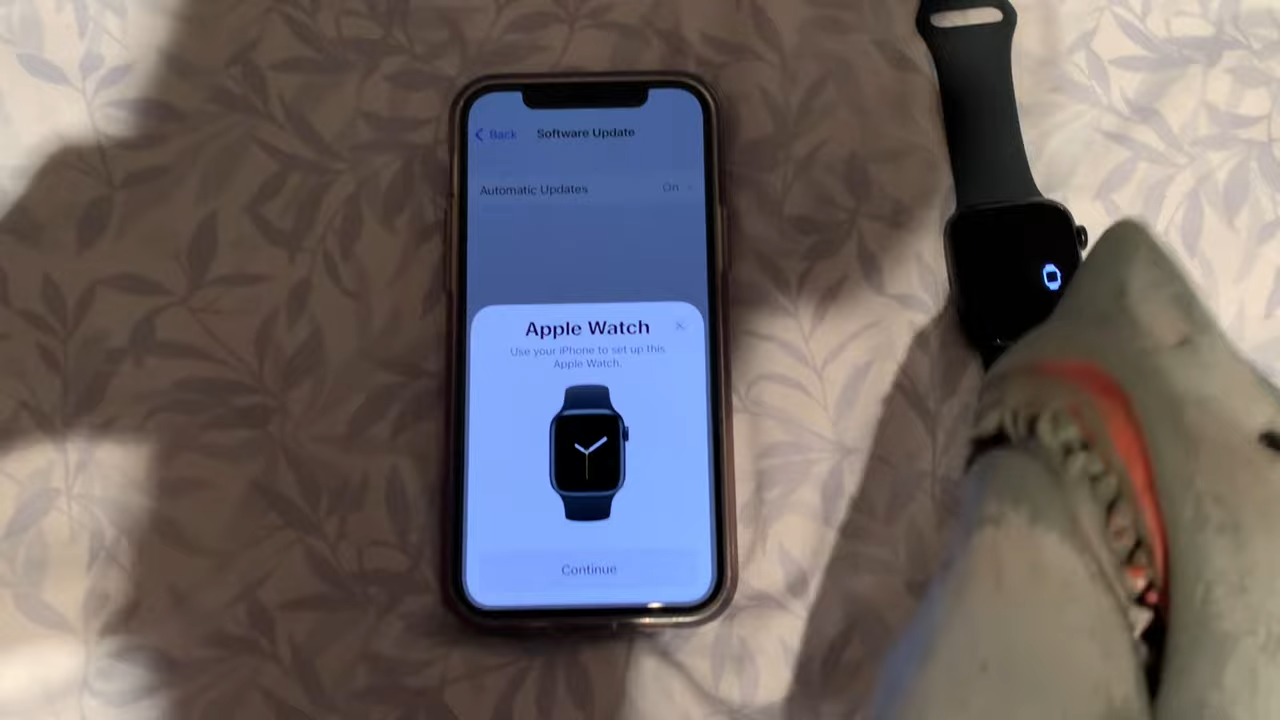 Back Software Update
Automatic Updates On
Apple Watch
Use your iPhone to set up this
Apple Watch.
Continue